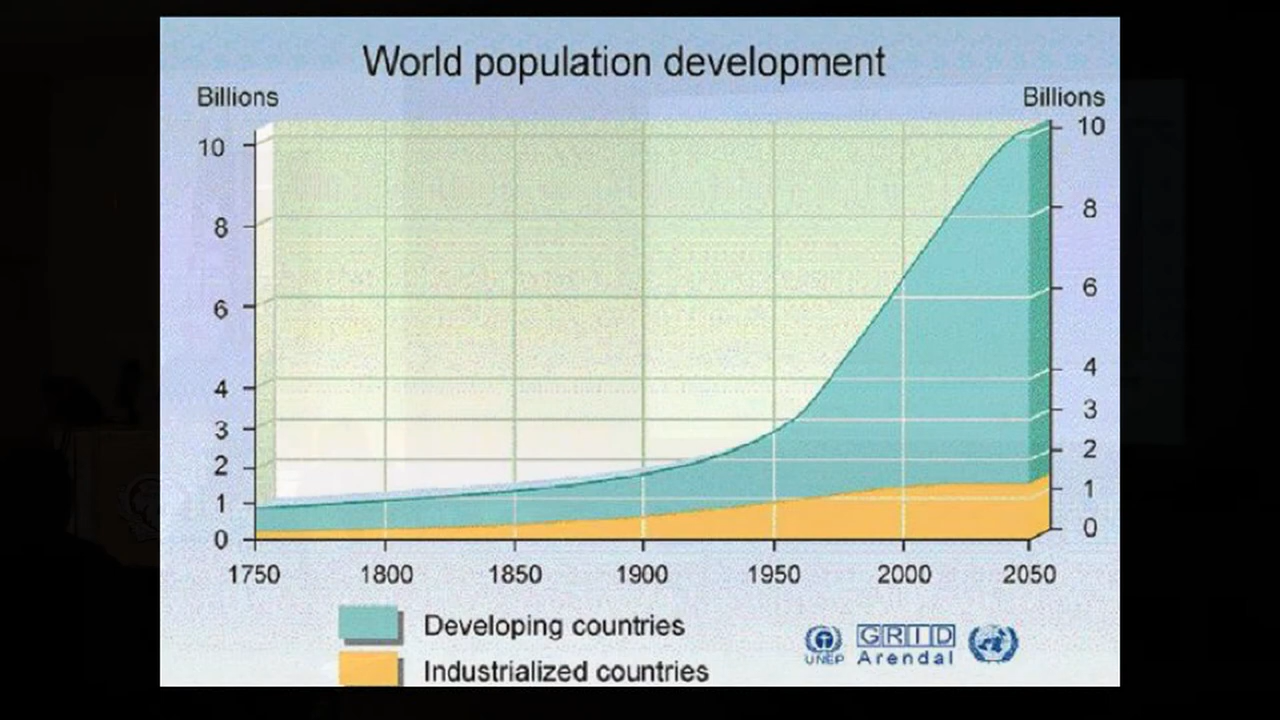 World population development
Billions
Billions
10
8
6
4
3
2
1
0
10
8
6
4
3
2
1
0
1750 1800 1850 1900 1950 2000 2050
Developing countries
Industrialized countries
UNEP
GRID
Arendal